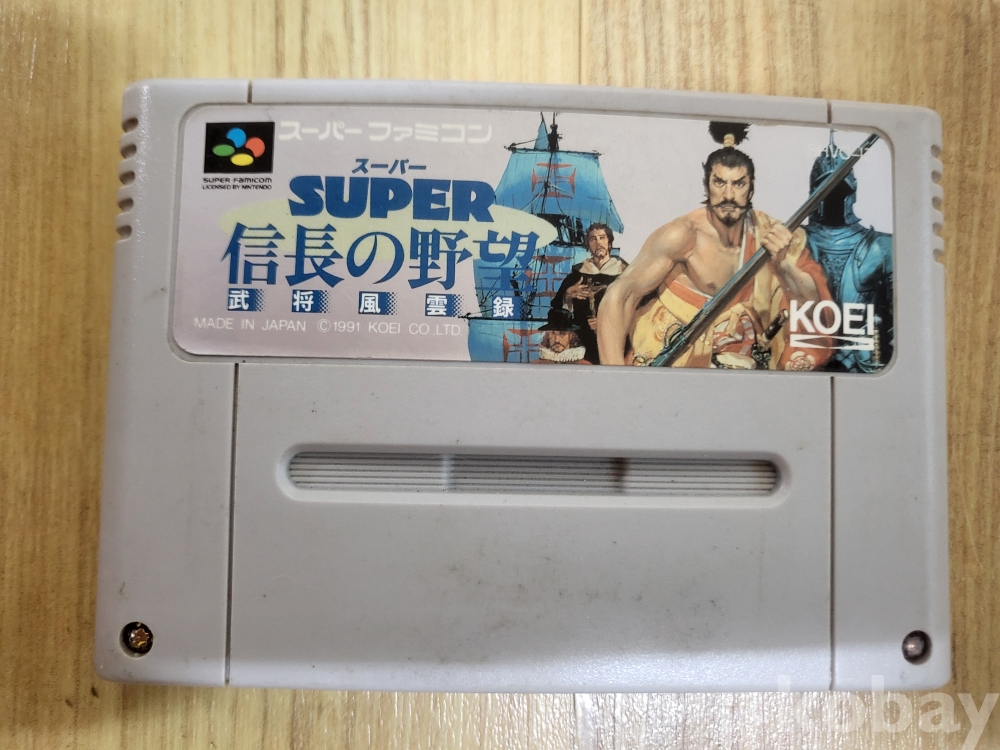 スーパーファミコン
SUPER FAMICOM
LICENSED BY NINTENDO
スーパー
SUPER
信長の野望
武将風雲録
MADE IN JAPAN ©1991 KOEI CO.,LTD.
KOEI
kobay